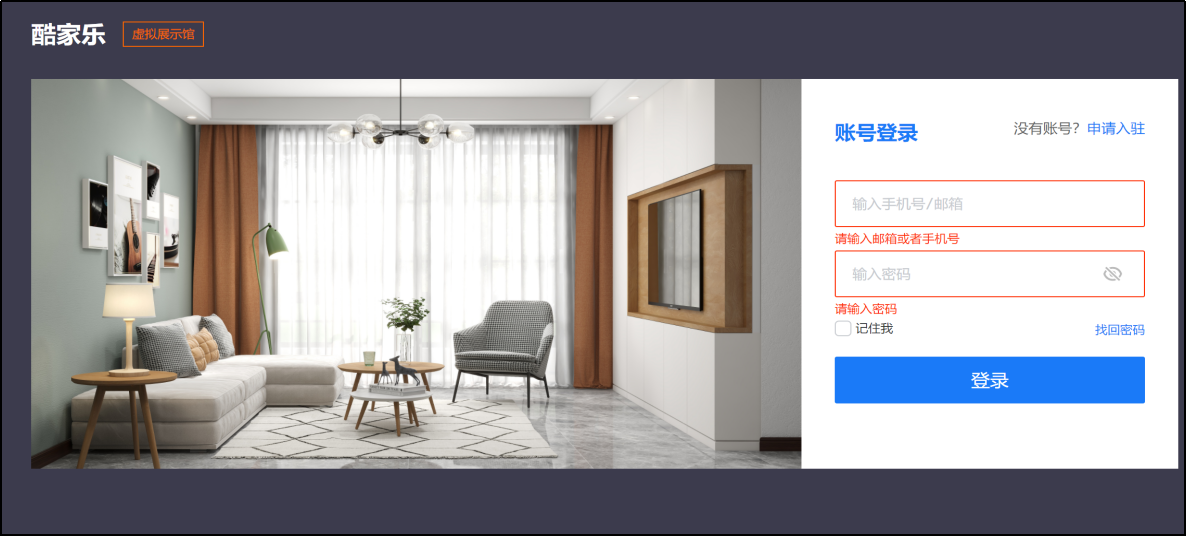 酷家乐 虚拟展示馆
账号登录 没有账号? 申请入驻
输入手机号/邮箱
请输入邮箱或者手机号
输入密码
请输入密码
记住我 找回密码
登录